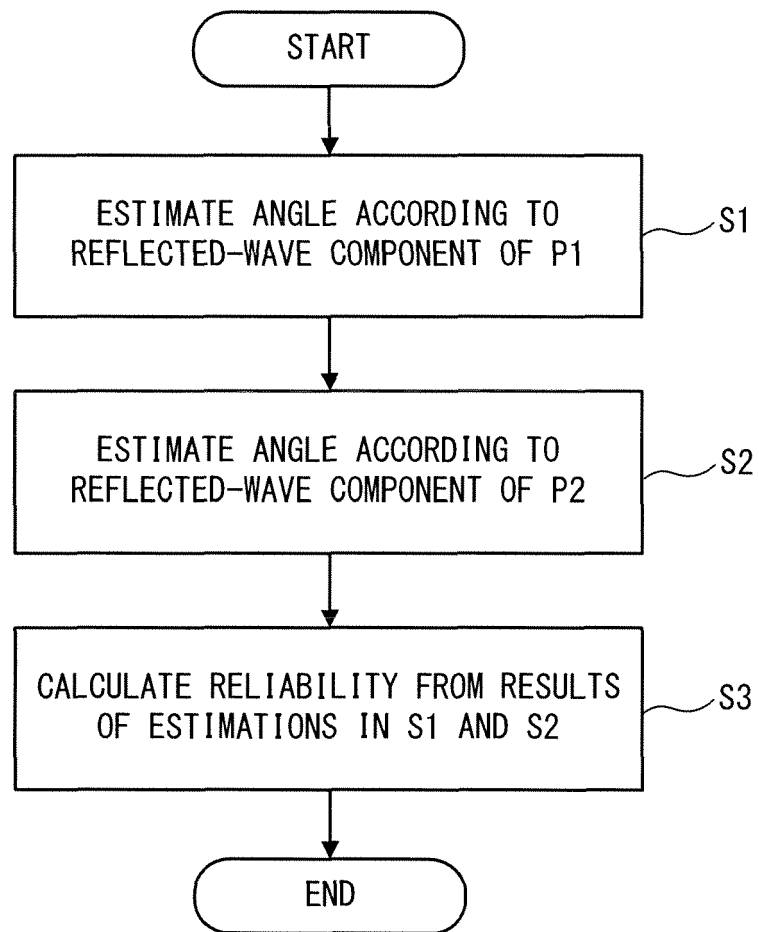 START
ESTIMATE ANGLE ACCORDING TO
REFLECTED-WAVE COMPONENT OF P1
S1
ESTIMATE ANGLE ACCORDING TO
REFLECTED-WAVE COMPONENT OF P2
S2
CALCULATE RELIABILITY FROM RESULTS
OF ESTIMATIONS IN S1 AND S2
S3
END